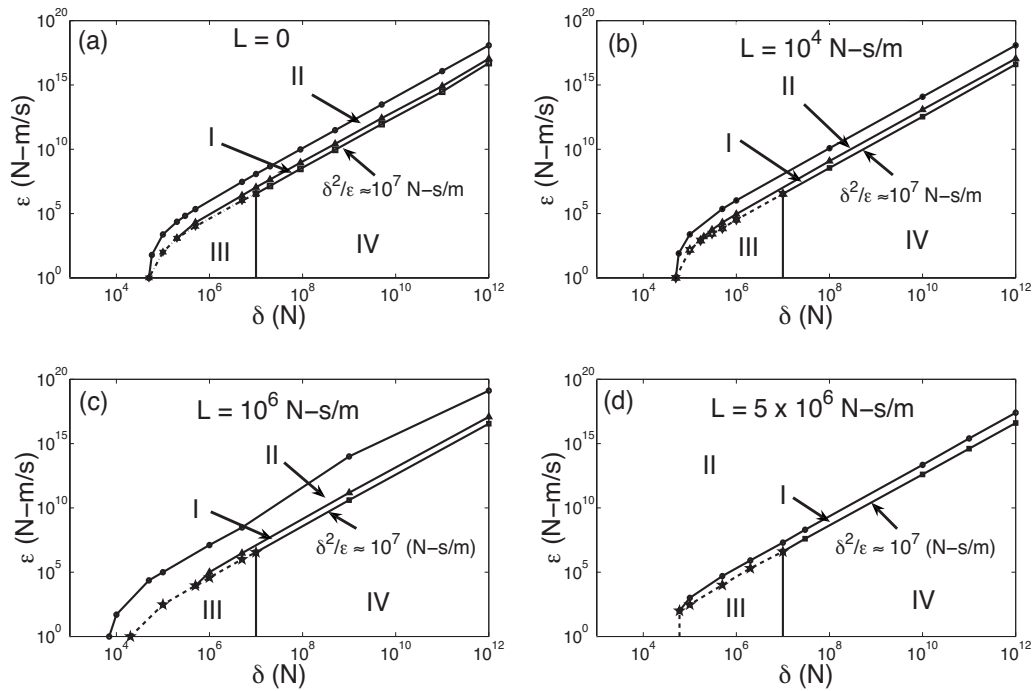 (a)
L = 0
ε (N−m/s)
10^20
10^15
10^10
10^5
10^0
II
I
δ²/ε ≈10^7 N−s/m
III
IV
10^4
10^6
10^8
10^10
10^12
δ (N)
(b)
L = 10^4 N−s/m
ε (N−m/s)
10^20
10^15
10^10
10^5
10^0
II
I
δ²/ε ≈10^7 N−s/m
III
IV
10^4
10^6
10^8
10^10
10^12
δ (N)
(c)
L = 10^6 N−s/m
ε (N−m/s)
10^20
10^15
10^10
10^5
10^0
II
I
δ²/ε ≈ 10^7 (N−s/m)
III
IV
10^4
10^6
10^8
10^10
10^12
δ (N)
(d)
L = 5 x 10^6 N−s/m
ε (N−m/s)
10^20
10^15
10^10
10^5
10^0
II
I
δ²/ε ≈ 10^7 (N−s/m)
III
IV
10^4
10^6
10^8
10^10
10^12
δ (N)